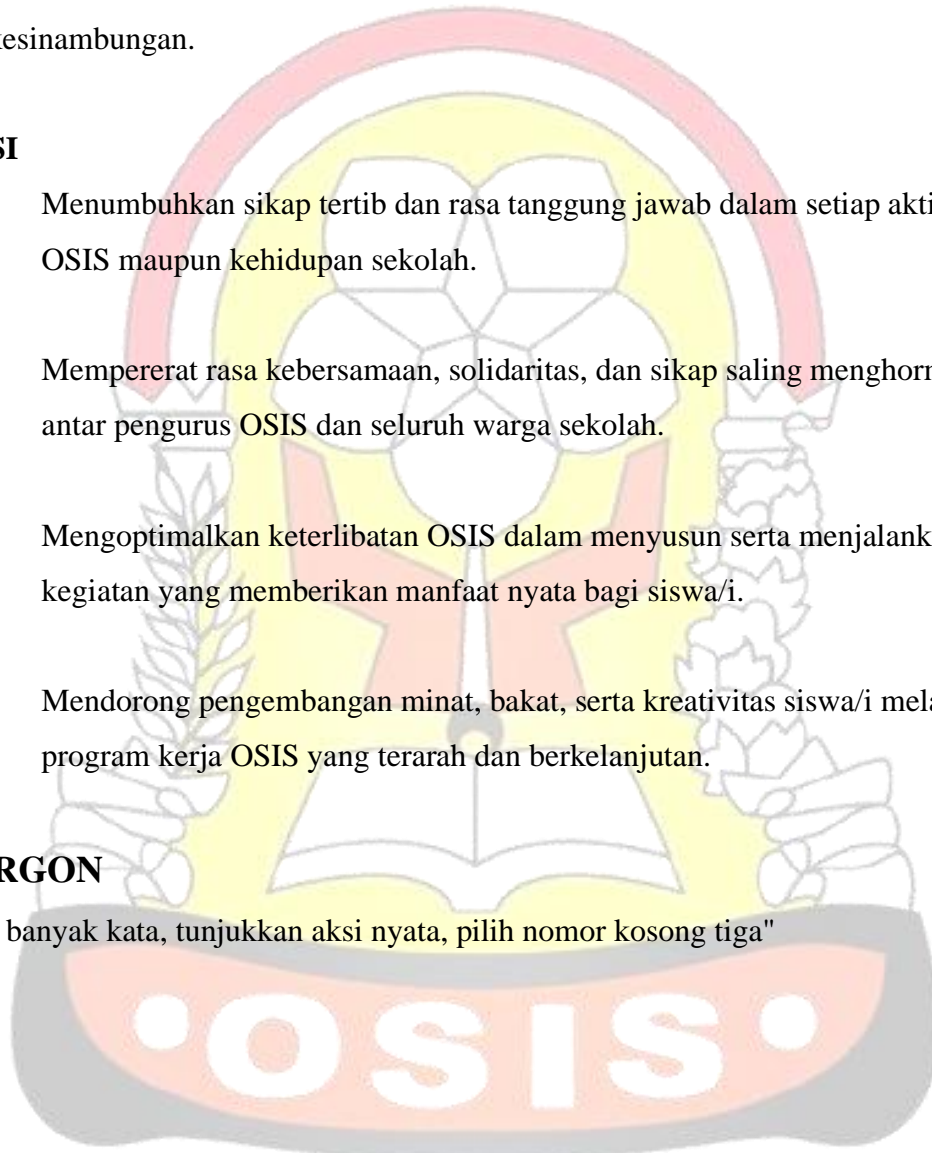 kesinambungan.
SI
Menumbuhkan sikap tertib dan rasa tanggung jawab dalam setiap akti
OSIS maupun kehidupan sekolah.
Mempererat rasa kebersamaan, solidaritas, dan sikap saling menghorm
antar pengurus OSIS dan seluruh warga sekolah.
Mengoptimalkan keterlibatan OSIS dalam menyusun serta menjalank
kegiatan yang memberikan manfaat nyata bagi siswa/i.
Mendorong pengembangan minat, bakat, serta kreativitas siswa/i mela
program kerja OSIS yang terarah dan berkelanjutan.
RGON
banyak kata, tunjukkan aksi nyata, pilih nomor kosong tiga"
•OSIS•